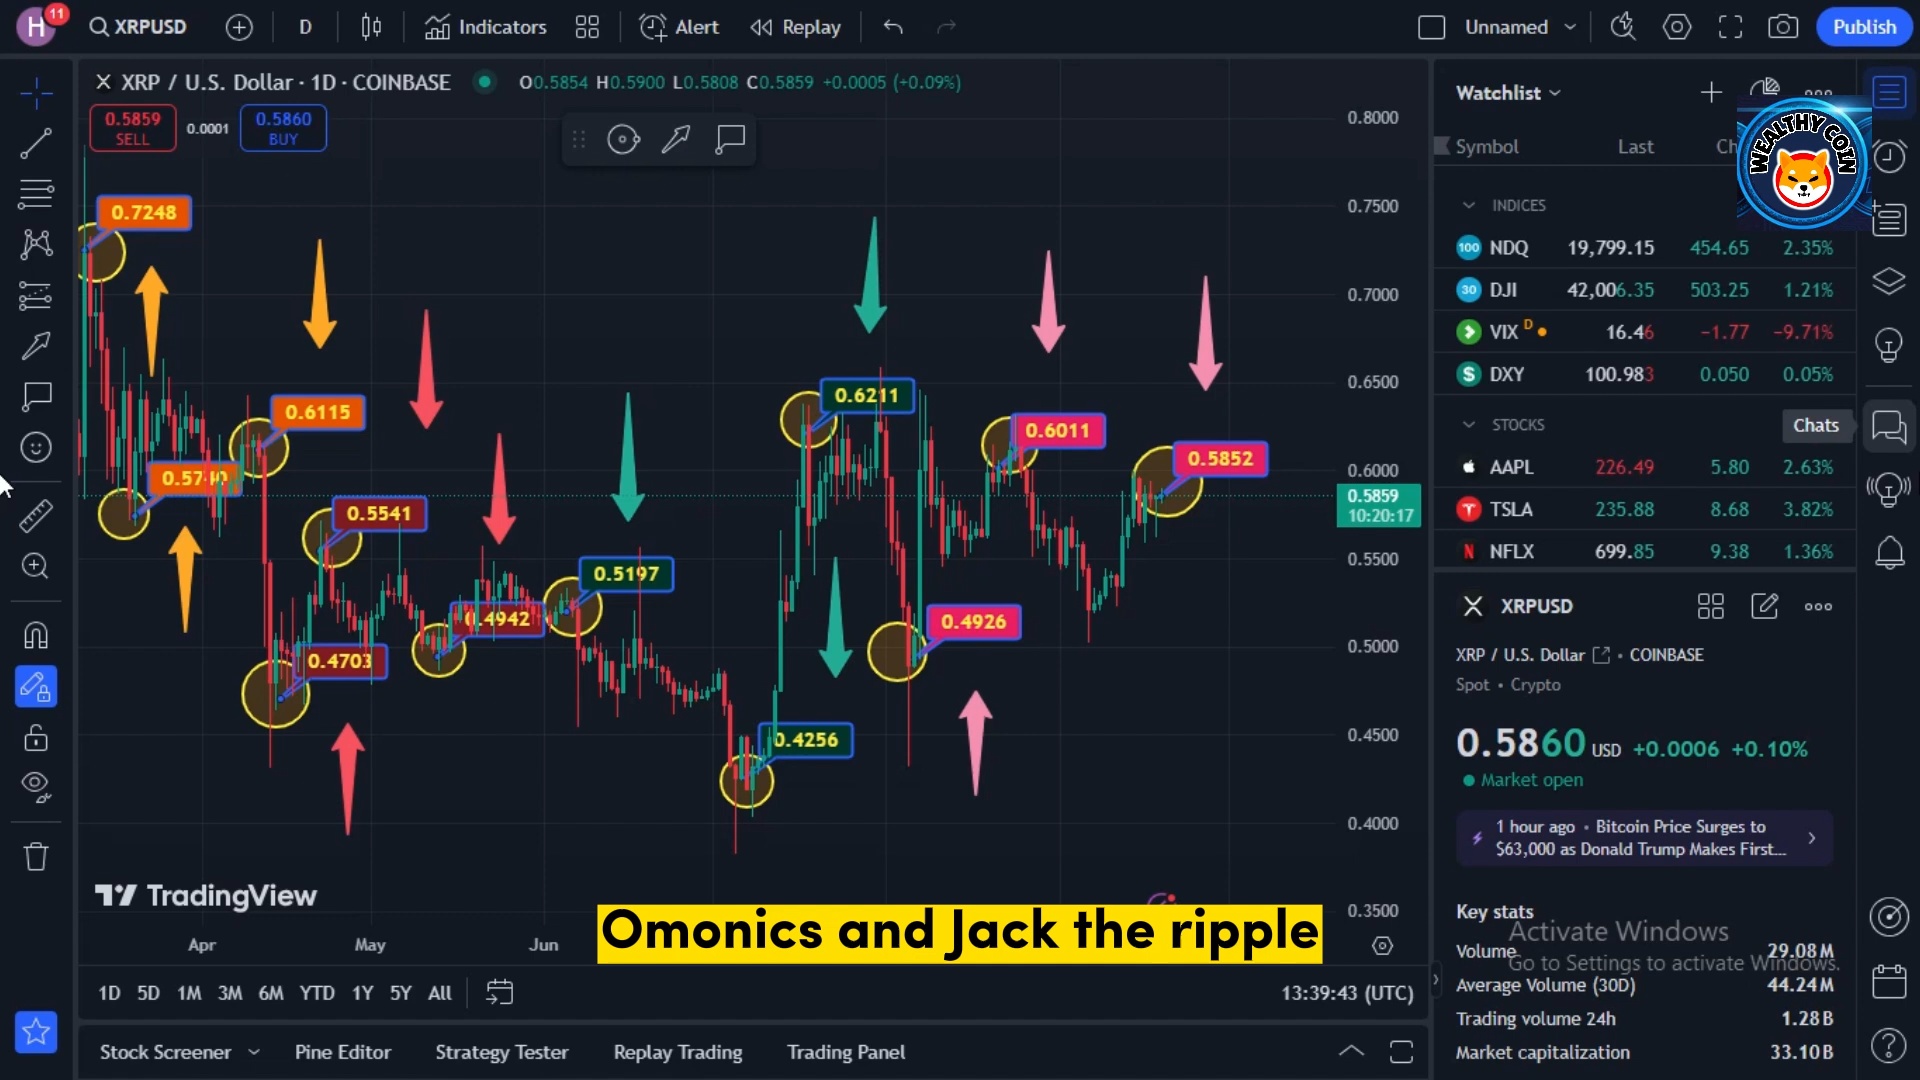 H
11
XRPUSD
D
Indicators
Alert
Replay
Unnamed
Publish
XRP / U.S. Dollar · 1D · COINBASE
O0.5854 H0.5900 L0.5808 C0.5859 +0.0005 (+0.09%)
0.5859
SELL
0.0001
0.5860
BUY
0.7248
0.6115
0.5541
0.4703
0.4942
0.5197
0.4256
0.6211
0.4926
0.6011
0.5852
0.8000
0.7500
0.7000
0.6500
0.6000
0.5859
10:20:17
0.5500
0.5000
0.4500
0.4000
0.3500
TradingView
Apr
May
Jun
Omonics and Jack the ripple
1D 5D 1M 3M 6M YTD 1Y 5Y All
13:39:43 (UTC)
Stock Screener
Pine Editor
Strategy Tester
Replay Trading
Trading Panel
Watchlist
WEALTHY COIN
Symbol
Last
INDICES
100 NDQ 19,799.15 454.65 2.35%
30 DJI 42,006.35 503.25 1.21%
VIX D 16.46 −1.77 −9.71%
$ DXY 100.983 0.050 0.05%
STOCKS
Chats
AAPL 226.49 5.80 2.63%
TSLA 235.88 8.68 3.82%
NFLX 699.85 9.38 1.36%
XRPUSD
XRP / U.S. Dollar · COINBASE
Spot · Crypto
0.5860 USD +0.0006 +0.10%
Market open
1 hour ago · Bitcoin Price Surges to
$63,000 as Donald Trump Makes First...
Key stats
Activate Windows
Volume 29.08M
Go to Settings to activate Windows.
Average Volume (30D) 44.24M
Trading volume 24h 1.28B
Market capitalization 33.10B